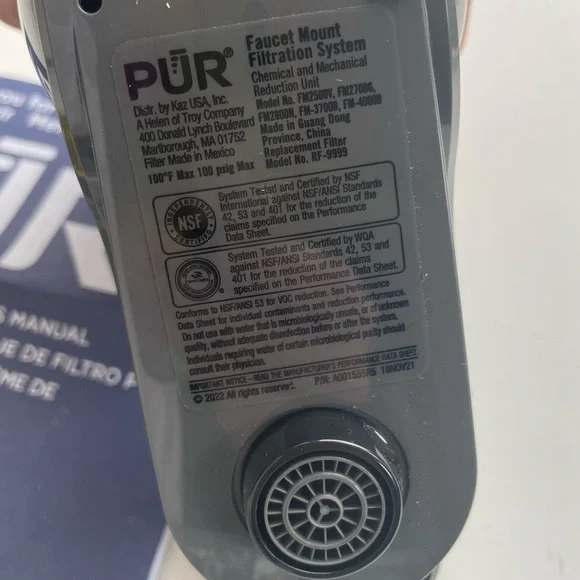 PŪR®
Faucet Mount
Filtration System
Chemical and Mechanical
Reduction Unit
Model No. FM2500V, FM2700G,
FM2800N, FM-3700B, FM-4000B
Made in Guang Dong
Province, China
Replacement Filter
Model No. RF-9999
Distr. by Kaz USA, Inc.
A Helen of Troy Company
400 Donald Lynch Boulevard
Marlborough, MA 01752
Filter Made in Mexico
100°F Max 100 psig Max
NSF
System Tested and Certified by NSF
International against NSF/ANSI Standards
42, 53 and 401 for the reduction of the
claims specified on the Performance
Data Sheet.
System Tested and Certified by WQA
against NSF/ANSI Standards 42, 53 and
401 for the reduction of the claims
specified on the Performance Data Sheet.
Conforms to NSF/ANSI 53 for VOC reduction. See Performance
Data Sheet for individual contaminants and reduction performance.
Do not use with water that is microbiologically unsafe, or of unknown
quality, without adequate disinfection before or after the system.
Individuals requiring water of certain microbiological purity should
consult their physician.
IMPORTANT NOTICE - READ THE MANUFACTURER'S PERFORMANCE DATA SHEET
© 2022 All rights reserved.
P/N: A001555R5 18NOV21
MANUAL
DE FILTRO
DE